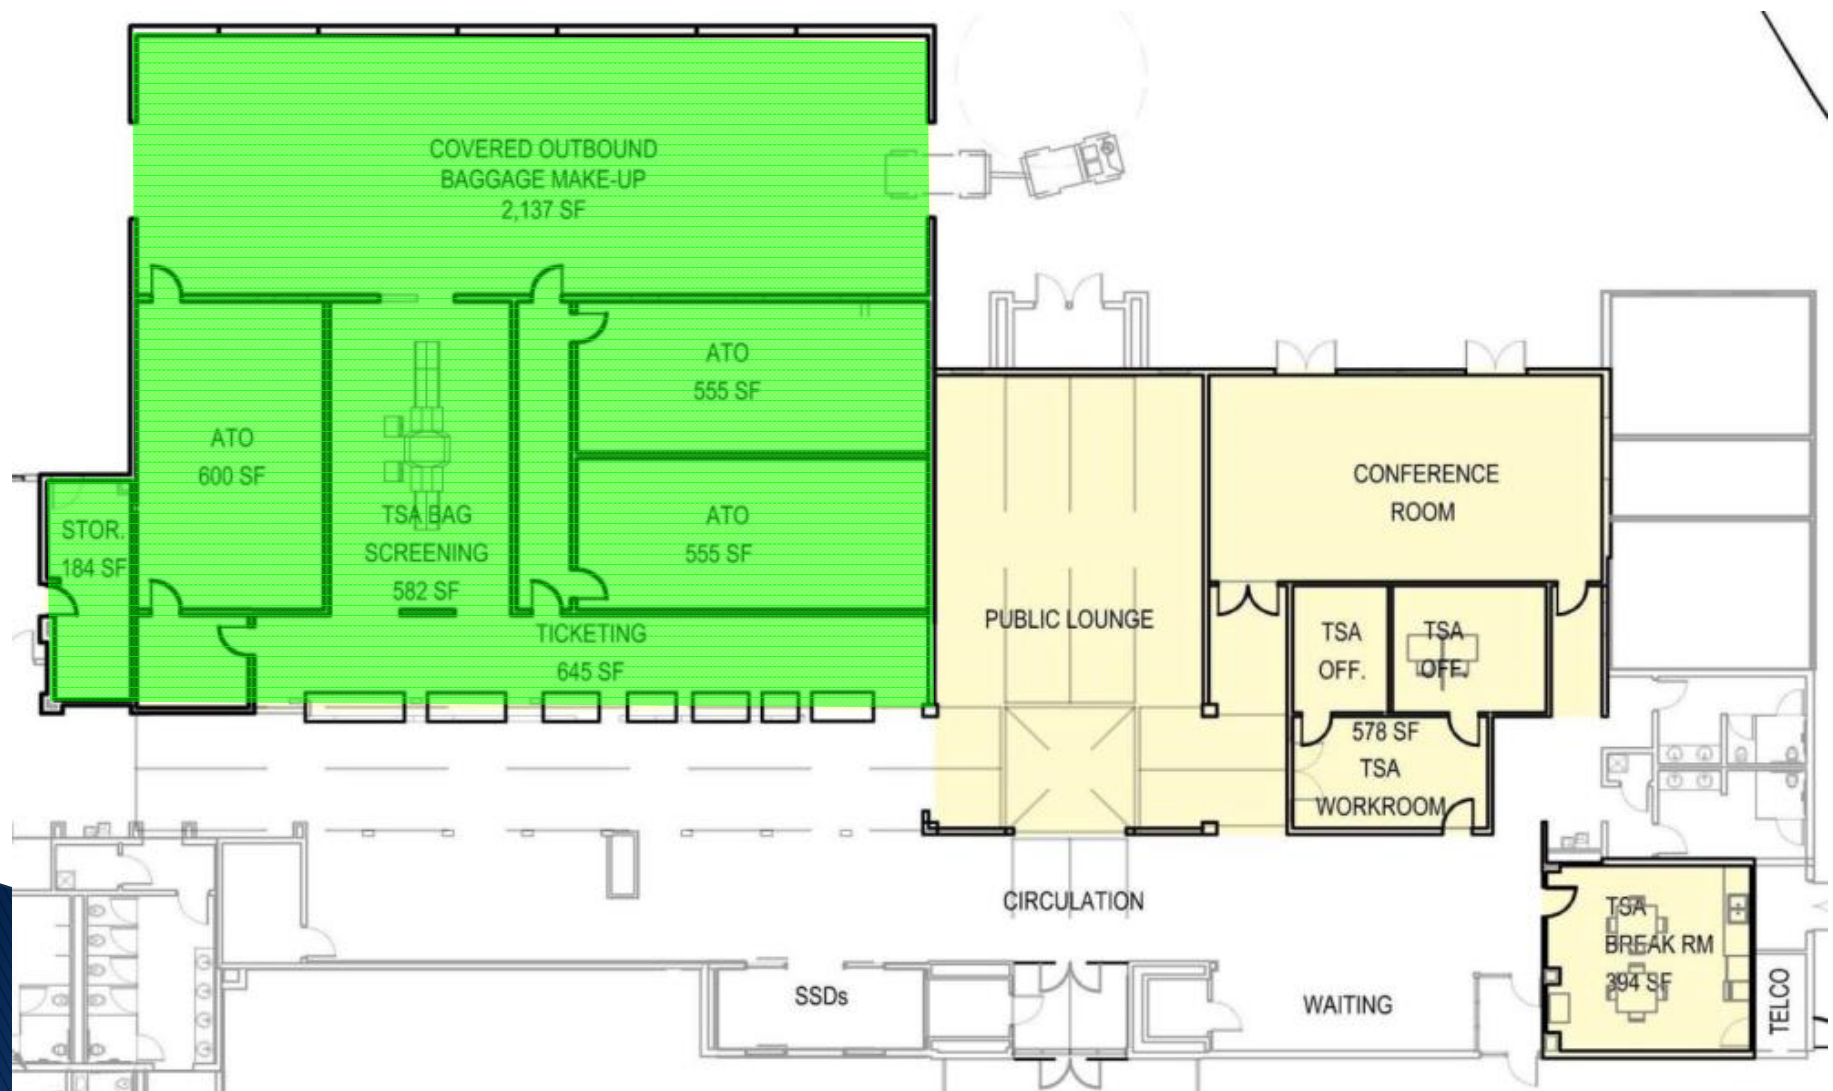 COVERED OUTBOUND
BAGGAGE MAKE-UP
2,137 SF
ATO
555 SF
ATO
600 SF
TSA BAG
SCREENING
582 SF
ATO
555 SF
STOR.
184 SF
TICKETING
645 SF
PUBLIC LOUNGE
CONFERENCE
ROOM
TSA
OFF.
TSA
OFF.
578 SF
TSA
WORKROOM
CIRCULATION
SSDs
WAITING
TSA
BREAK RM
394 SF
TELCO